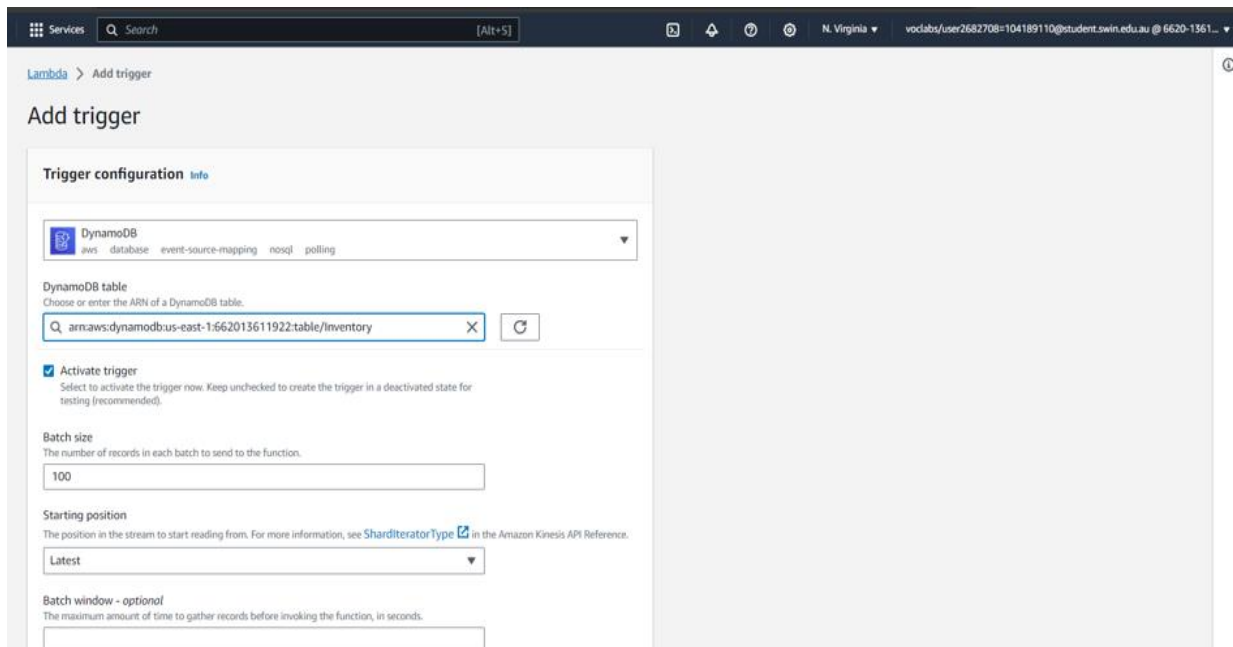 Services
Search
[Alt+S]
N. Virginia
voclabs/user2682708=104189110@student.swin.edu.au @ 6620-1361...
Lambda > Add trigger
Add trigger
Trigger configuration Info
DynamoDB
aws database event-source-mapping nosql polling
DynamoDB table
Choose or enter the ARN of a DynamoDB table.
arn:aws:dynamodb:us-east-1:662013611922:table/Inventory
Activate trigger
Select to activate the trigger now. Keep unchecked to create the trigger in a deactivated state for
testing (recommended).
Batch size
The number of records in each batch to send to the function.
100
Starting position
The position in the stream to start reading from. For more information, see ShardIteratorType in the Amazon Kinesis API Reference.
Latest
Batch window - optional
The maximum amount of time to gather records before invoking the function, in seconds.